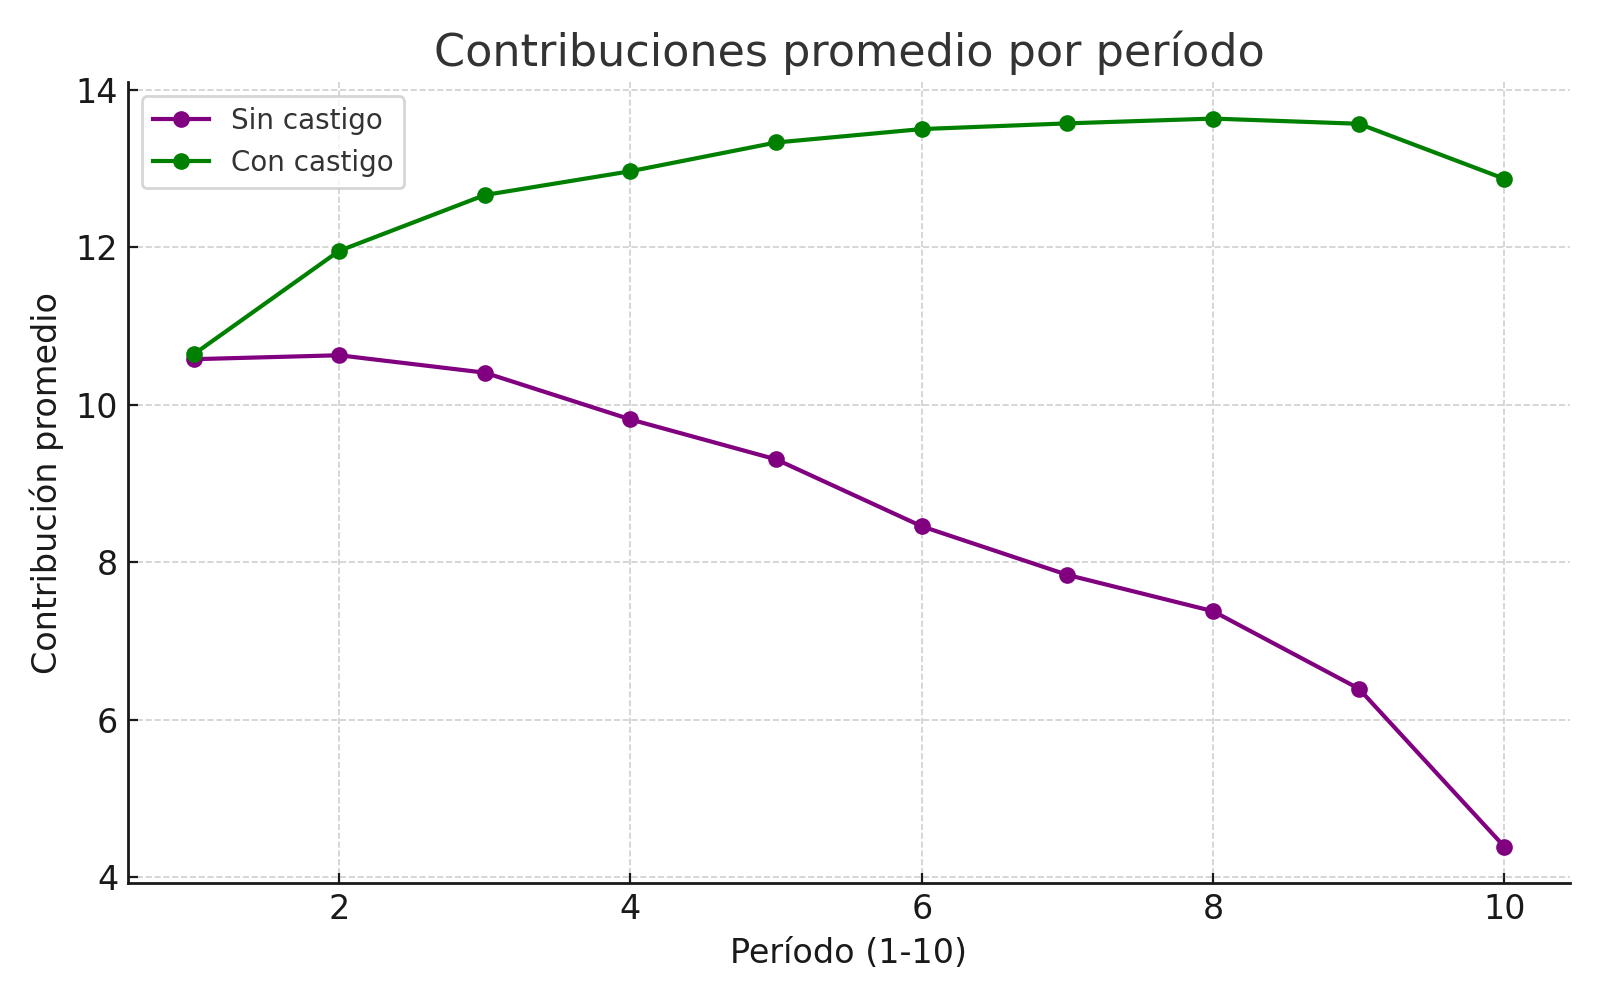 Contribuciones promedio por período
Sin castigo
Con castigo
Contribución promedio
14
12
10
8
6
4
2
4
6
8
10
Período (1-10)